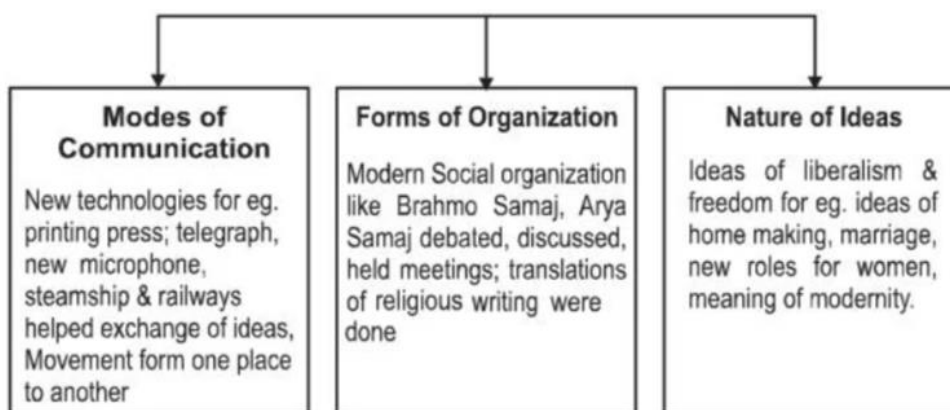 Modes of
Communication
New technologies for eg.
printing press; telegraph,
new microphone,
steamship & railways
helped exchange of ideas,
Movement form one place
to another
Forms of Organization
Modern Social organization
like Brahmo Samaj, Arya
Samaj debated, discussed,
held meetings; translations
of religious writing were
done
Nature of Ideas
Ideas of liberalism &
freedom for eg. ideas of
home making, marriage,
new roles for women,
meaning of modernity.